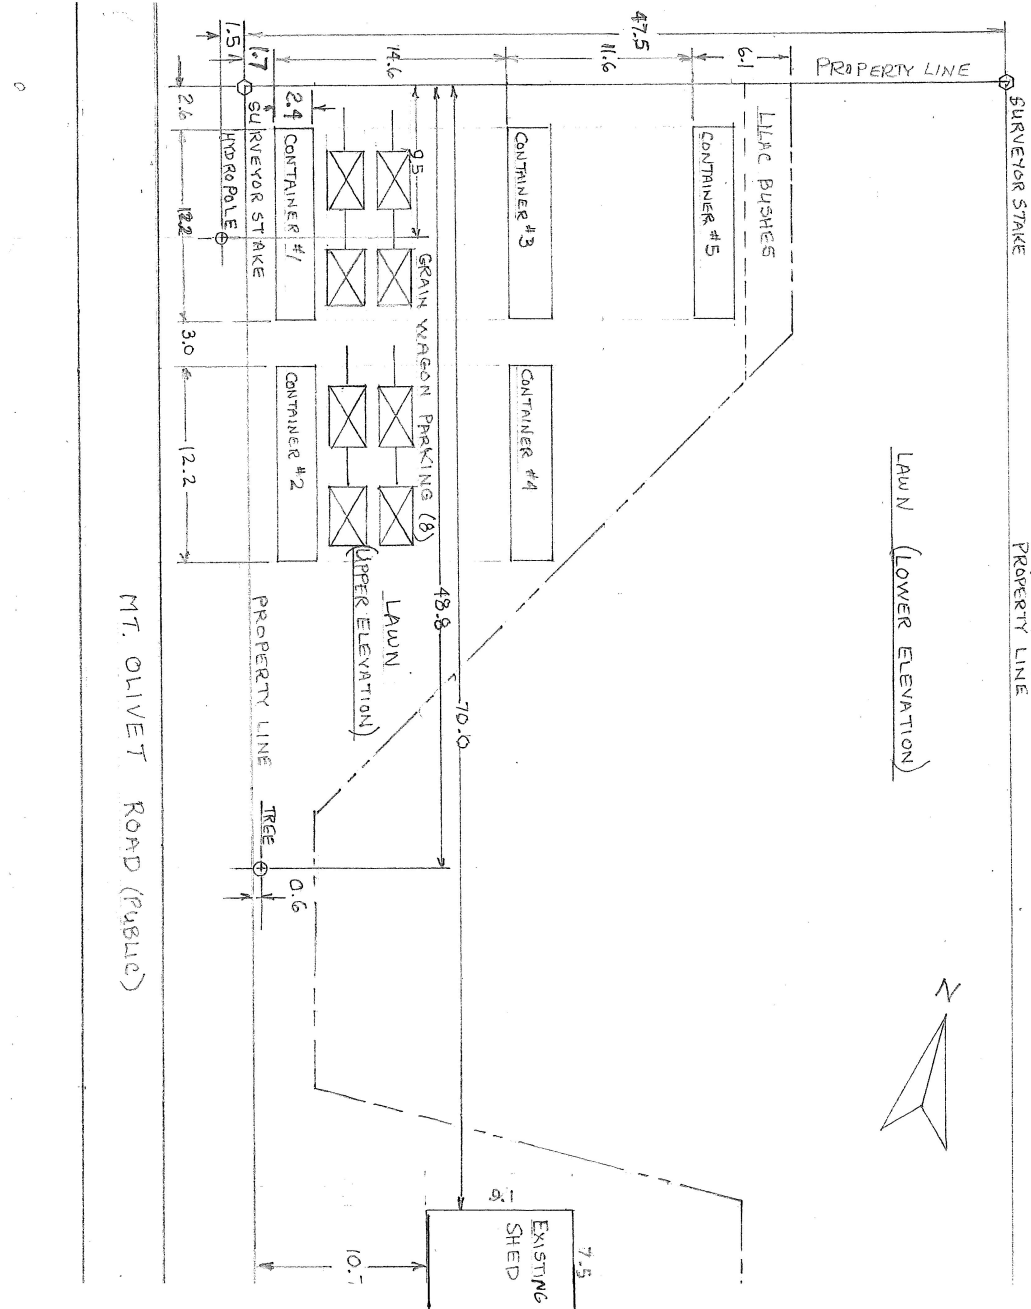 47.5
1.5
1.7
14.6
11.6
6.1
PROPERTY LINE
SURVEYOR STAKE
2.6
SURVEYOR STAKE
2.4
HYDRO POLE
12.2
CONTAINER #1
9.5
GRAIN WAGON PARKING (8)
CONTAINER #3
CONTAINER #5
LILAC BUSHES
3.0
12.2
CONTAINER #2
CONTAINER #4
LAWN (LOWER ELEVATION)
PROPERTY LINE
LAWN
(UPPER ELEVATION)
48.8
70.0
PROPERTY LINE
TREE
0.6
MT. OLIVET ROAD (PUBLIC)
N
9.1
EXISTING
SHED
7.5